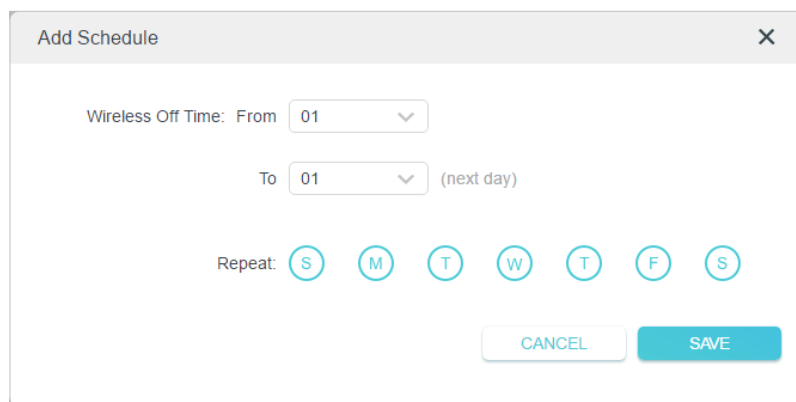 Add Schedule
Wireless Off Time: From 01
To 01 (next day)
Repeat: S M T W T F S
CANCEL SAVE